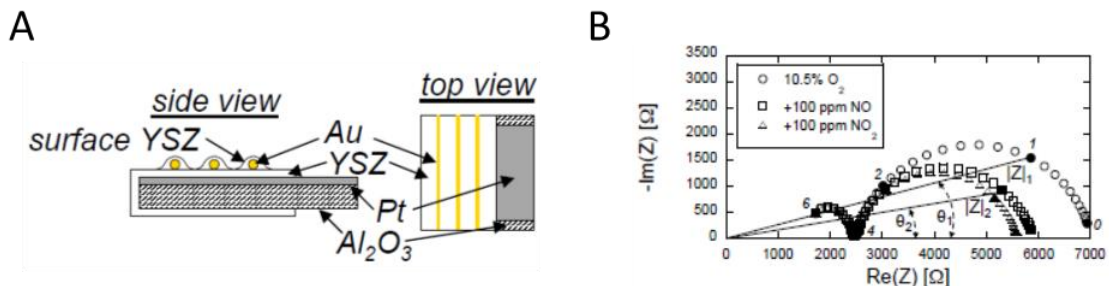 A
side view
surface YSZ
Au
YSZ
Pt
Al₂O₃
top view
B
-Im(Z) [Ω]
3500
3000
2500
2000
1500
1000
500
0
10.5% O₂
+100 ppm NO
+100 ppm NO₂
1
|Z|₁
2
6
θ₂
θ₁
|Z|₂
4
0
0 1000 2000 3000 4000 5000 6000 7000
Re(Z) [Ω]